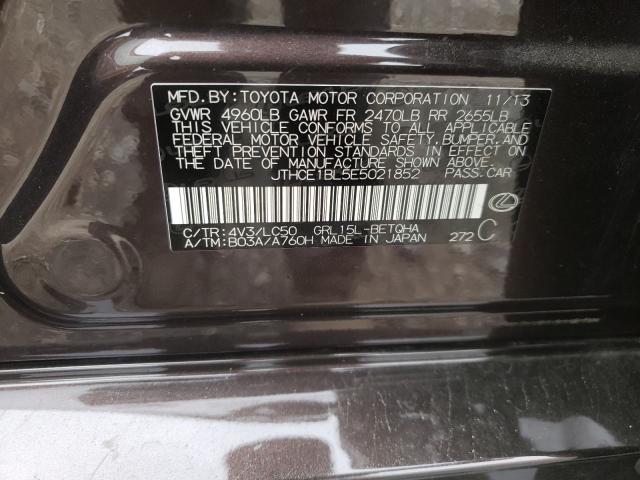 MFD. BY: TOYOTA MOTOR CORPORATION 11/13
GVWR 4960LB GAWR FR 2470LB RR 2655LB
THIS VEHICLE CONFORMS TO ALL APPLICABLE
FEDERAL MOTOR VEHICLE SAFETY, BUMPER, AND
THEFT PREVENTION STANDARDS IN EFFECT ON
THE DATE OF MANUFACTURE SHOWN ABOVE.
JTHCE1BL5E5021852 PASS. CAR
C/TR: 4V3/LC50 GRL15L-BETQHA
A/TM: B03A/A760H MADE IN JAPAN 272 C